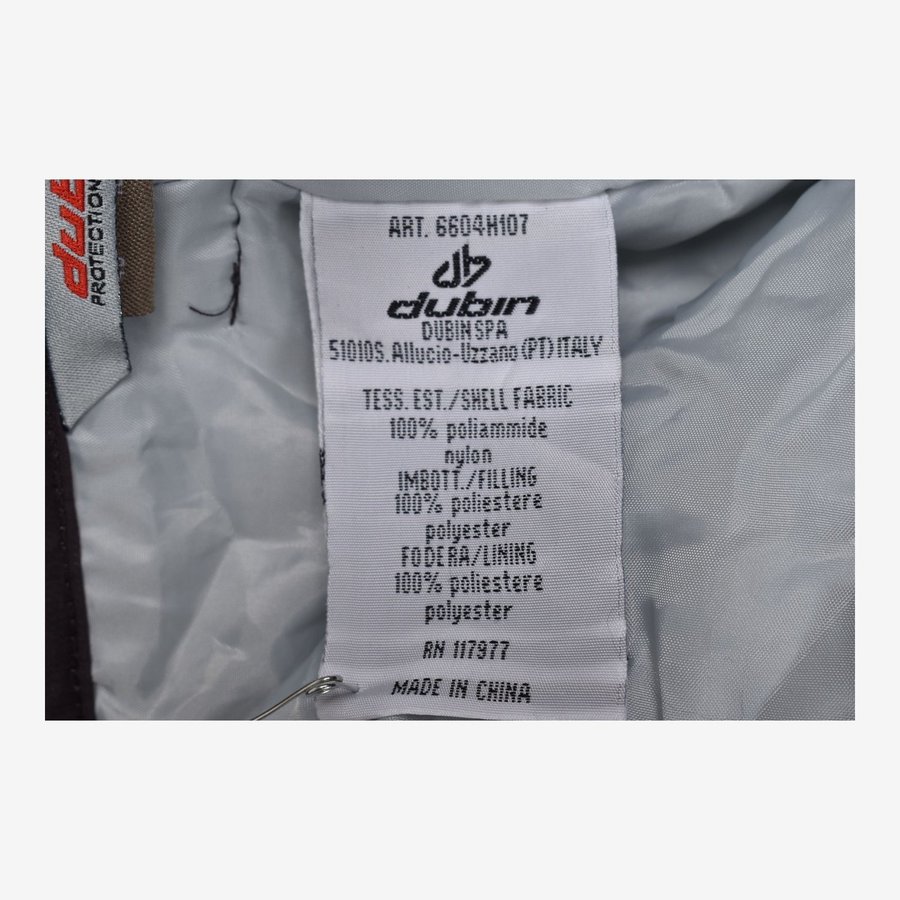 PROTECTION
ART. 6604H107
dubin
DUBIN SPA
51010 S. Allucio-Uzzano (PT) ITALY
TESS. EST./SHELL FABRIC
100% poliammide
nylon
IMBOTT./FILLING
100% poliestere
polyester
FODERA/LINING
100% poliestere
polyester
RN 117977
MADE IN CHINA